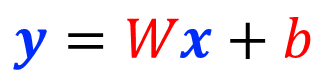 y = Wx + b